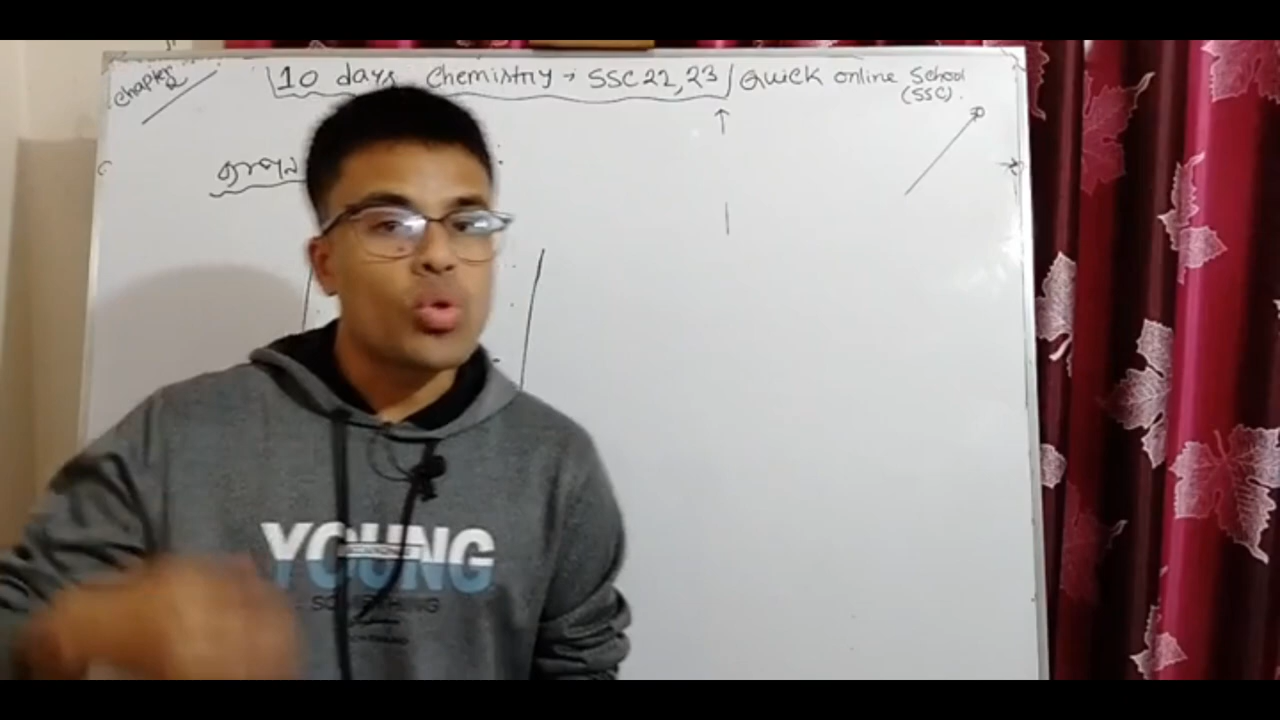 Chapter 2
10 days Chemistry → SSC 22, 23 / Quick online School
(SSC).
YOUNG